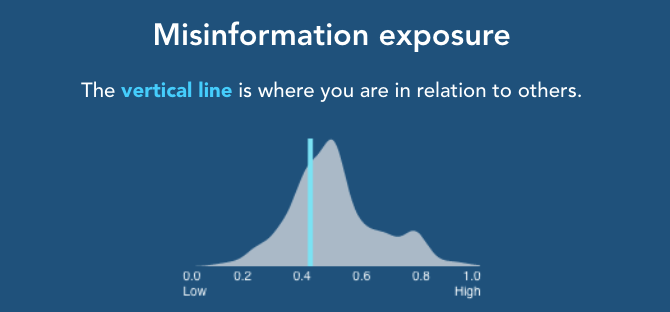 Misinformation exposure
The vertical line is where you are in relation to others.
0.0 0.2 0.4 0.6 0.8 1.0
Low High